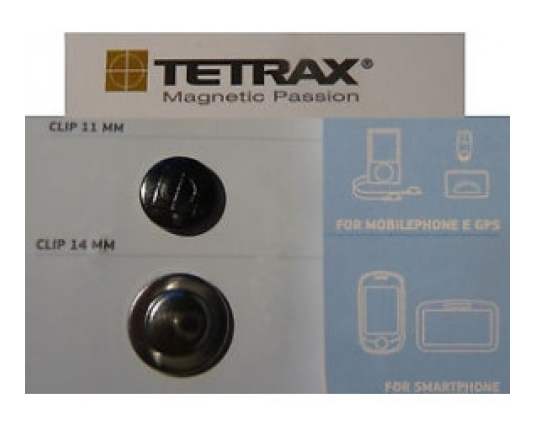 TETRAX®
Magnetic Passion
CLIP 11 MM
FOR MOBILEPHONE E GPS
CLIP 14 MM
FOR SMARTPHONE